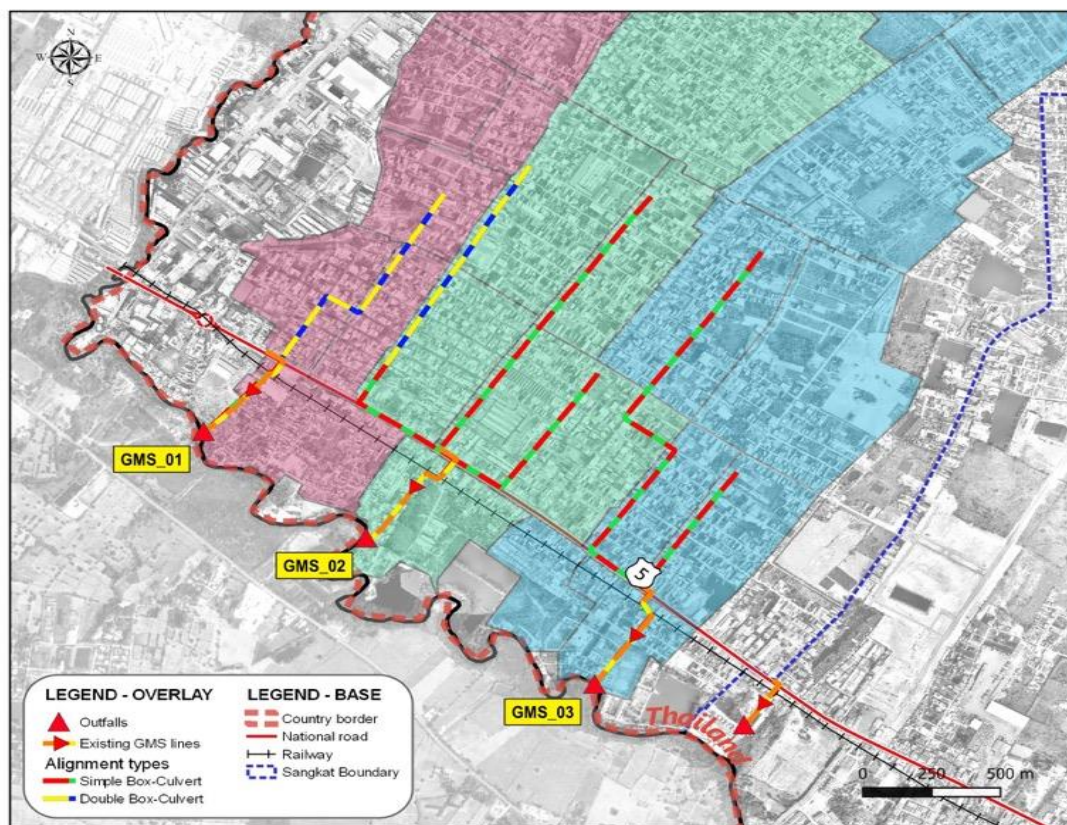 N
W E
S
GMS_01
GMS_02
5
GMS_03
Thailand
LEGEND - OVERLAY
Outfalls
Existing GMS lines
Alignment types
Simple Box-Culvert
Double Box-Culvert
LEGEND - BASE
Country border
National road
Railway
Sangkat Boundary
0 250 500 m